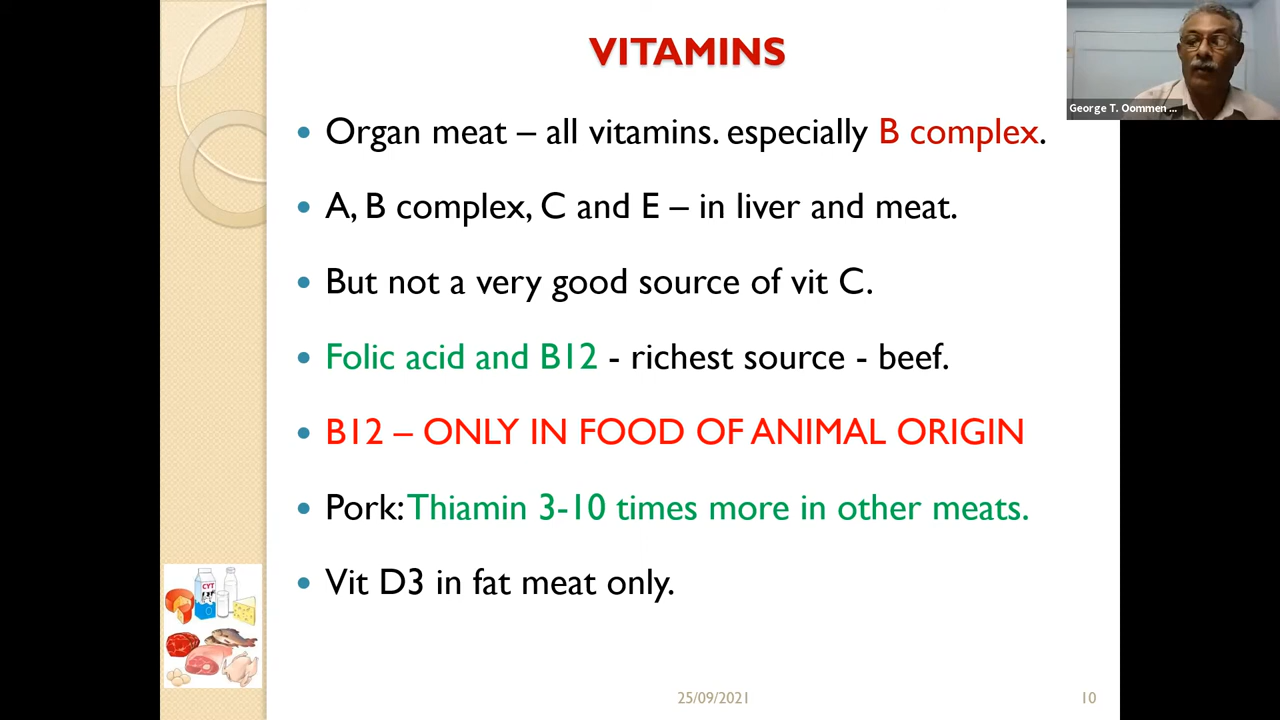 VITAMINS
George T. Oommen ...
• Organ meat – all vitamins. especially B complex.
• A, B complex, C and E – in liver and meat.
• But not a very good source of vit C.
• Folic acid and B12 - richest source - beef.
• B12 – ONLY IN FOOD OF ANIMAL ORIGIN
• Pork: Thiamin 3-10 times more in other meats.
• Vit D3 in fat meat only.
CYT
25/09/2021
10